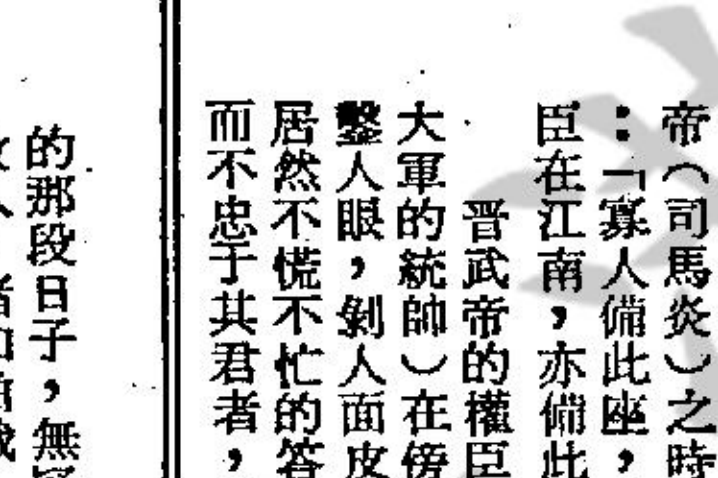 帝(司馬炎)之時
:「寡人備此座,
臣在江南,亦備此
晋武帝的權臣
大軍的統帥)在傍
鑿人眼,剝人面皮
居然不慌不忙的答
而不忠于其君者,
的那段日子,無